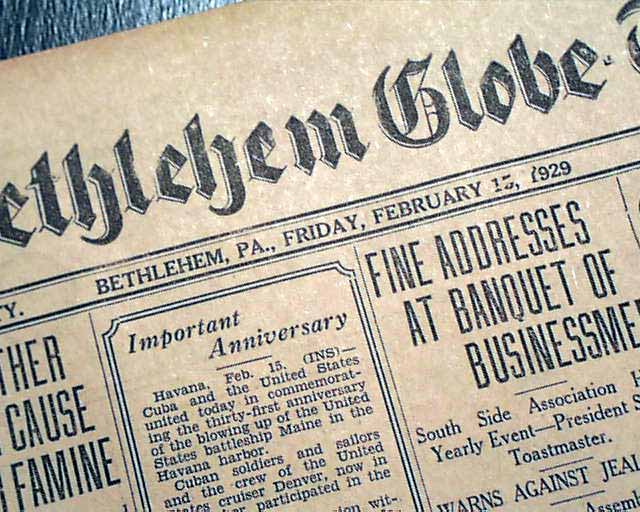 ethlehem Globe-T
TY.
BETHLEHEM, PA., FRIDAY, FEBRUARY 15, 1929
THER
CAUSE
FAMINE
Important
Anniversary
Havana, Feb. 15. (INS)—
Cuba and the United States
united today in commemorat-
ing the thirty-first anniversary
of the blowing up of the United
States battleship Maine in the
Havana harbor.
Cuban soldiers and sailors
and the crew of the United
States cruiser Denver, now in
participated in the
wit-
FINE ADDRESSES
AT BANQUET OF
BUSINESSME
South Side Association H
Yearly Event—President
Toastmaster.
WARNS AGAINST JEAL
Assem